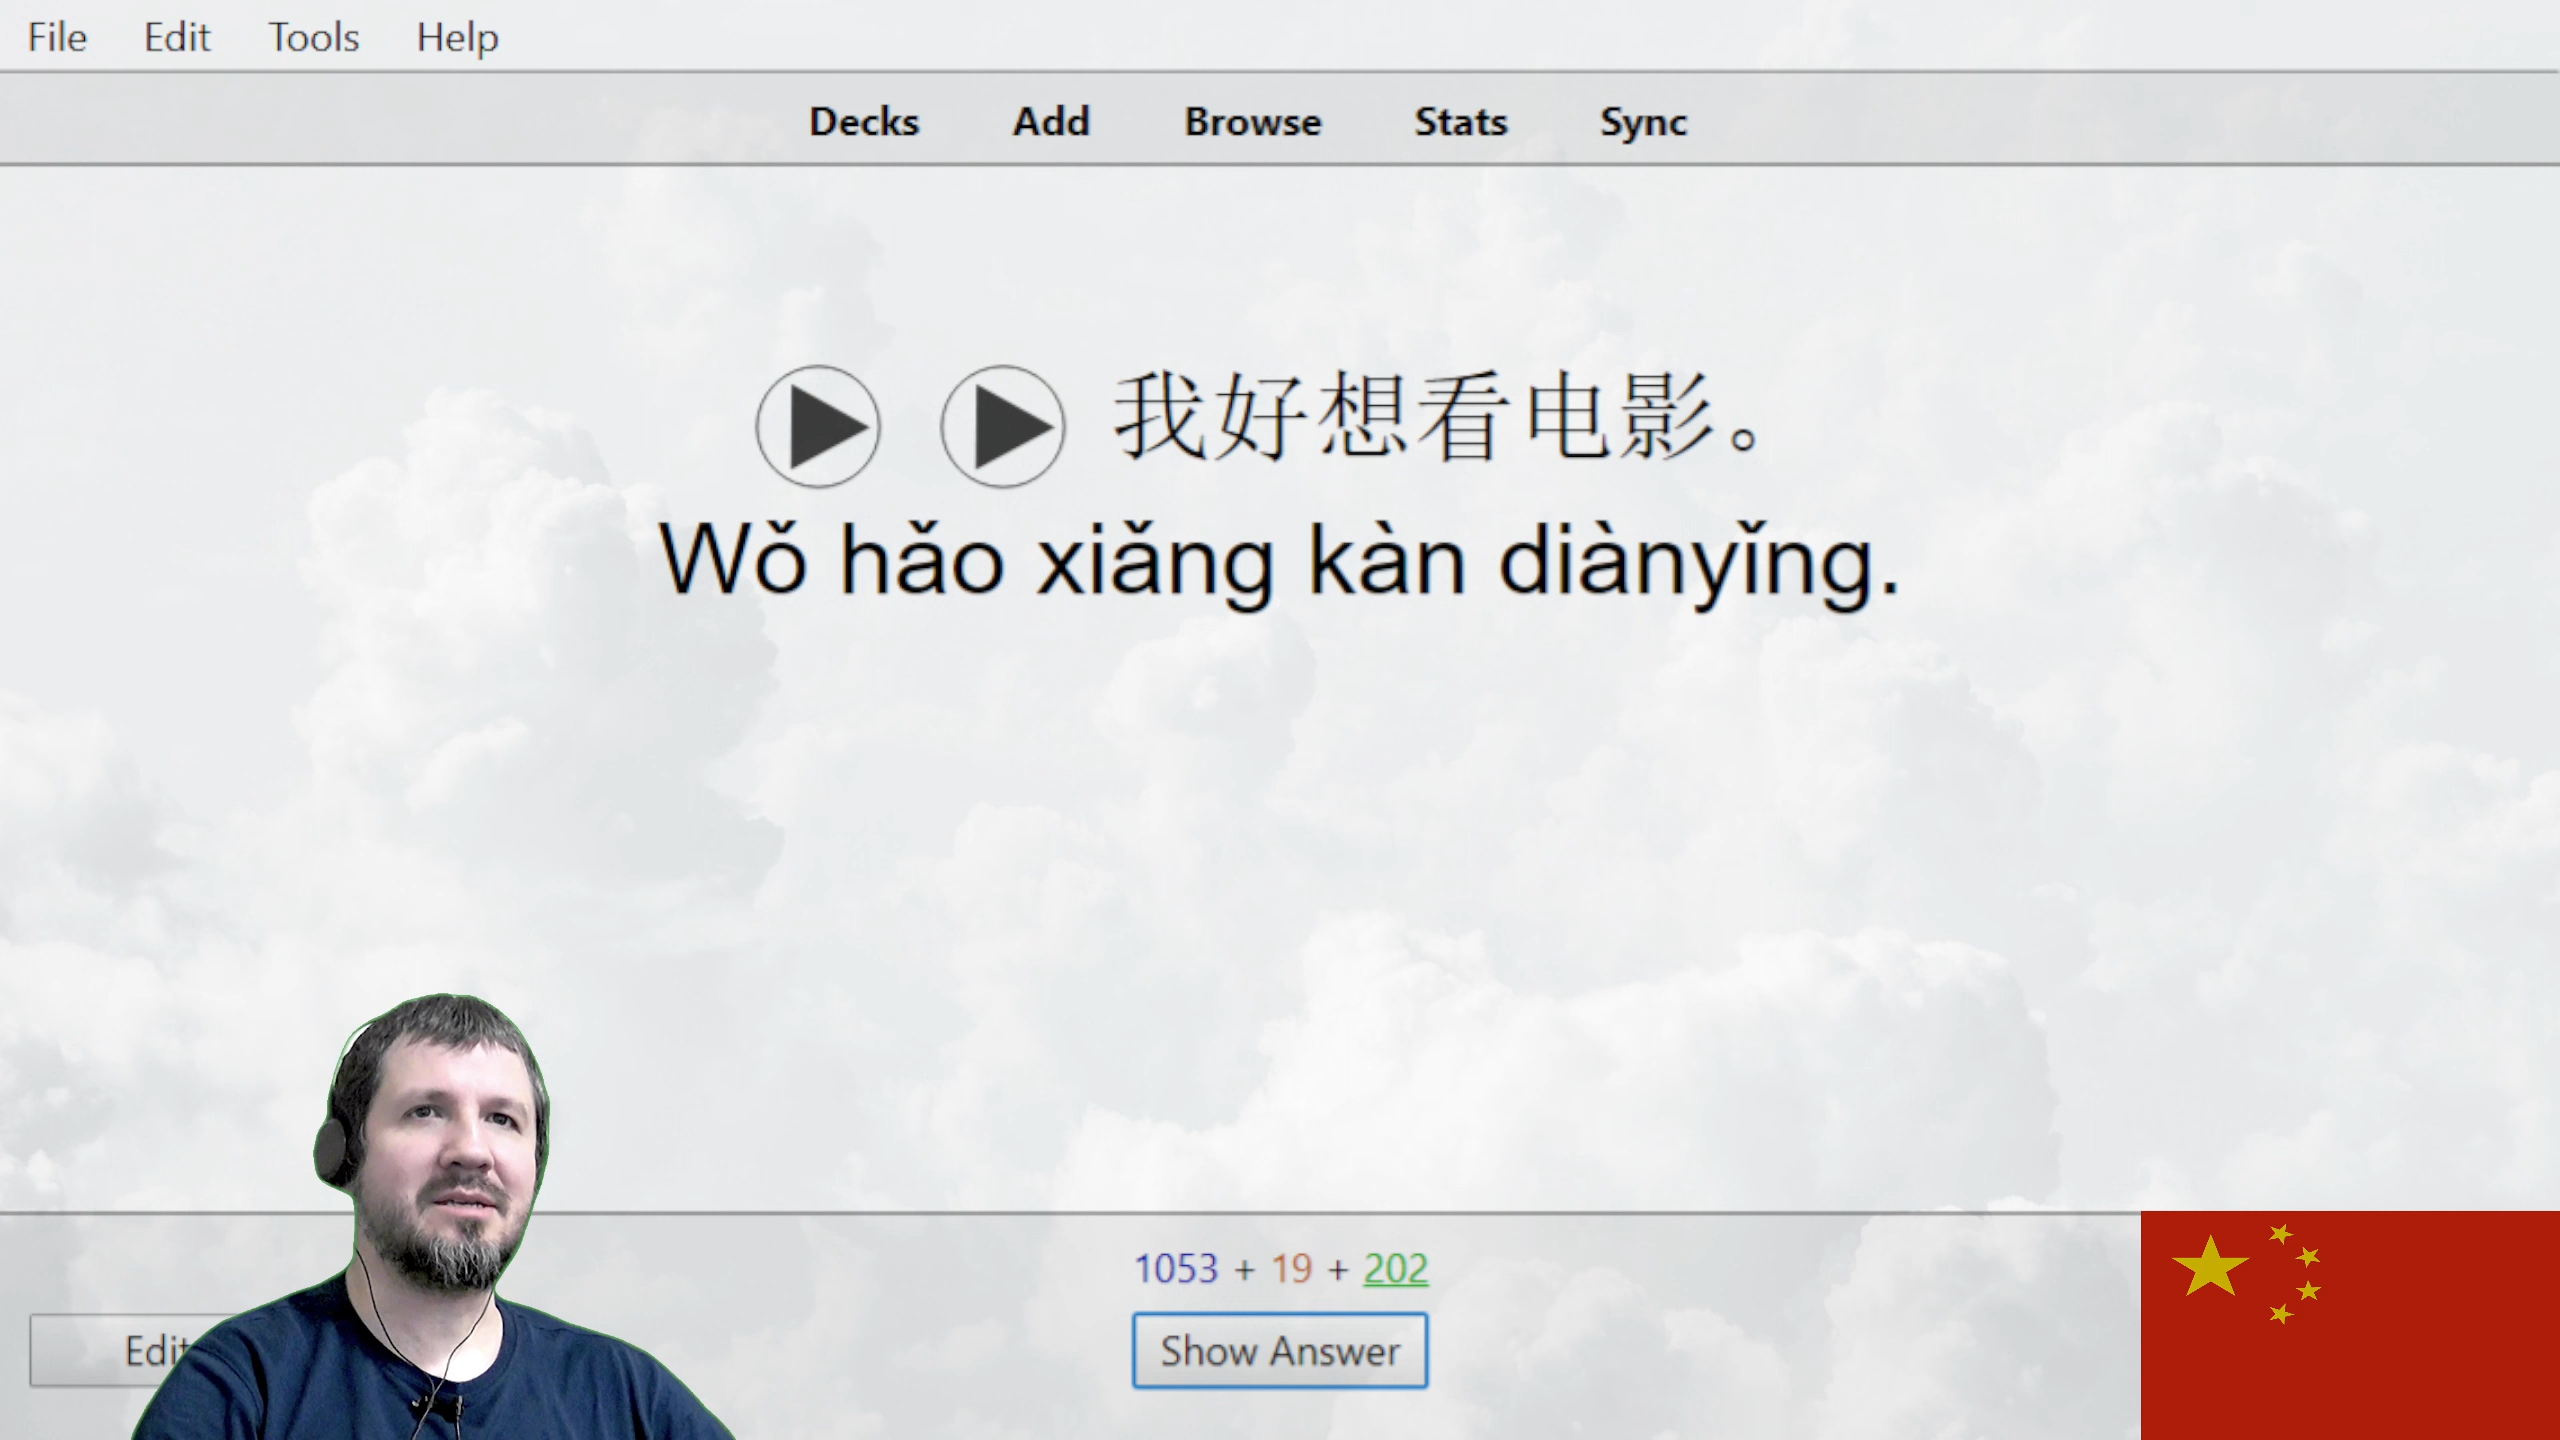 File Edit Tools Help
Decks Add Browse Stats Sync
我好想看电影。
Wǒ hǎo xiǎng kàn diànyǐng.
1053 + 19 + 202
Edit
Show Answer